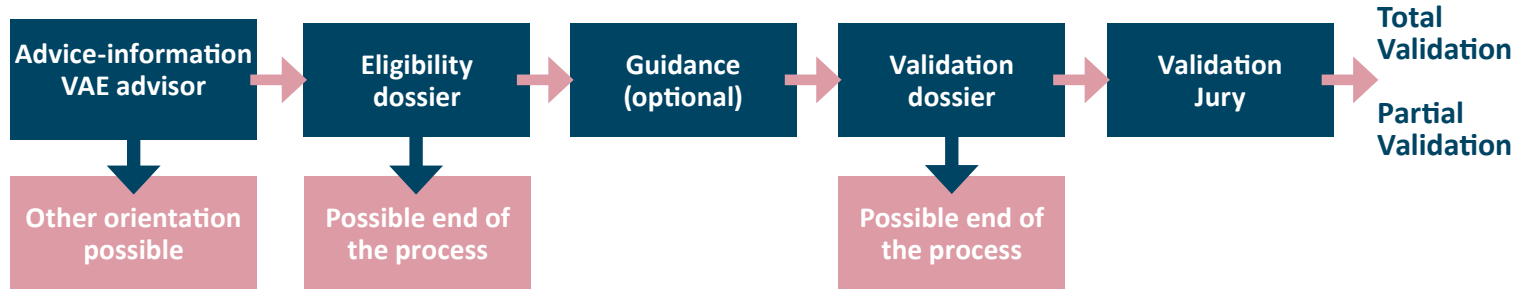 Advice-information
VAE advisor
Eligibility
dossier
Guidance
(optional)
Validation
dossier
Validation
Jury
Total
Validation
Partial
Validation
Other orientation
possible
Possible end of
the process
Possible end of
the process